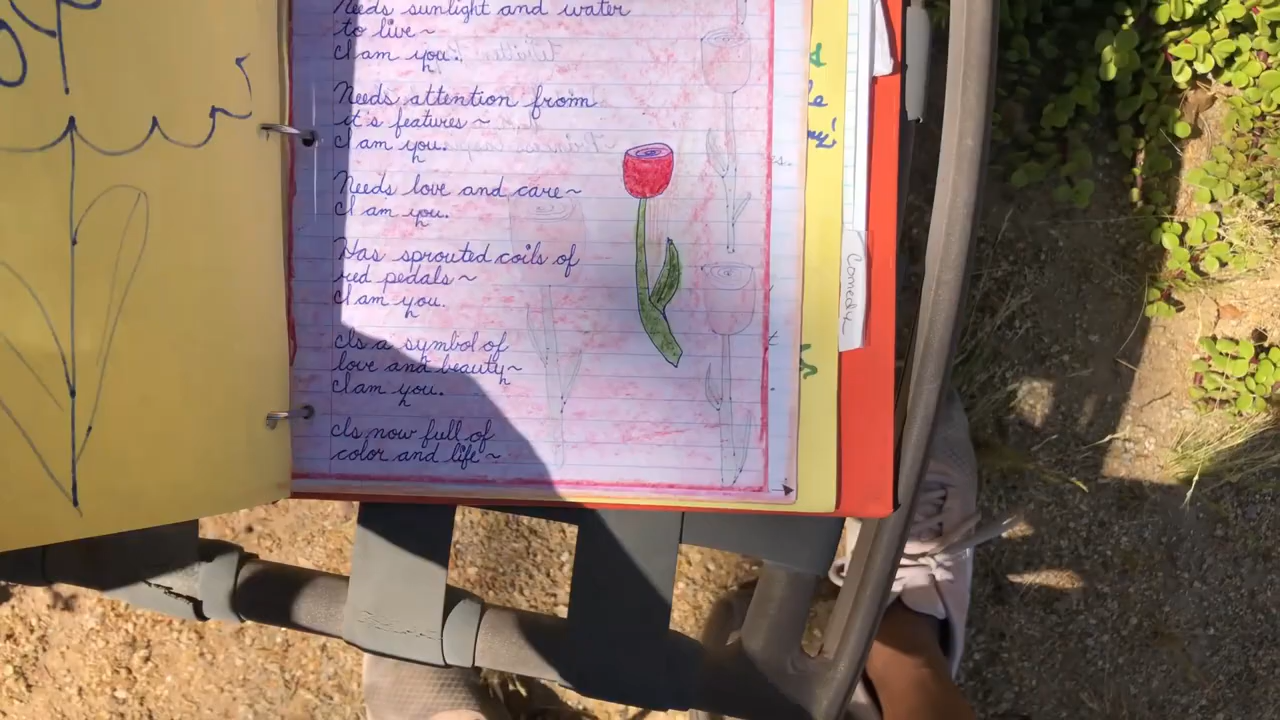 Needs sunlight and water
to live~
I am you.
Needs attention from
it's features~
I am you.
Needs love and care~
I am you.
Has sprouted coils of
red pedals~
I am you.
Is a symbol of
love and beauty~
I am you.
Is now full of
color and life~
Comedy